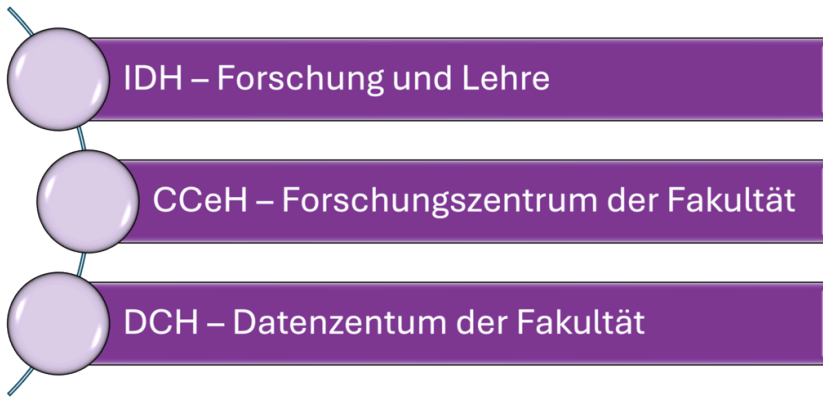 IDH – Forschung und Lehre
CCeH – Forschungszentrum der Fakultät
DCH – Datenzentum der Fakultät